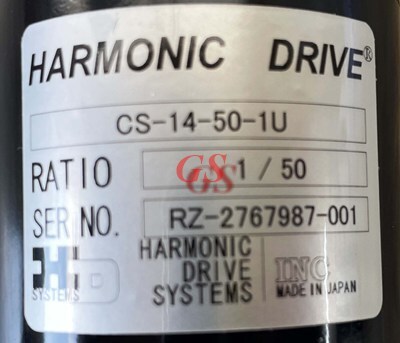 HARMONIC DRIVE®
CS-14-50-1U
RATIO 1 / 50
GS
SER NO. RZ-2767987-001
HARMONIC
DRIVE INC
SYSTEMS SYSTEMS MADE IN JAPAN